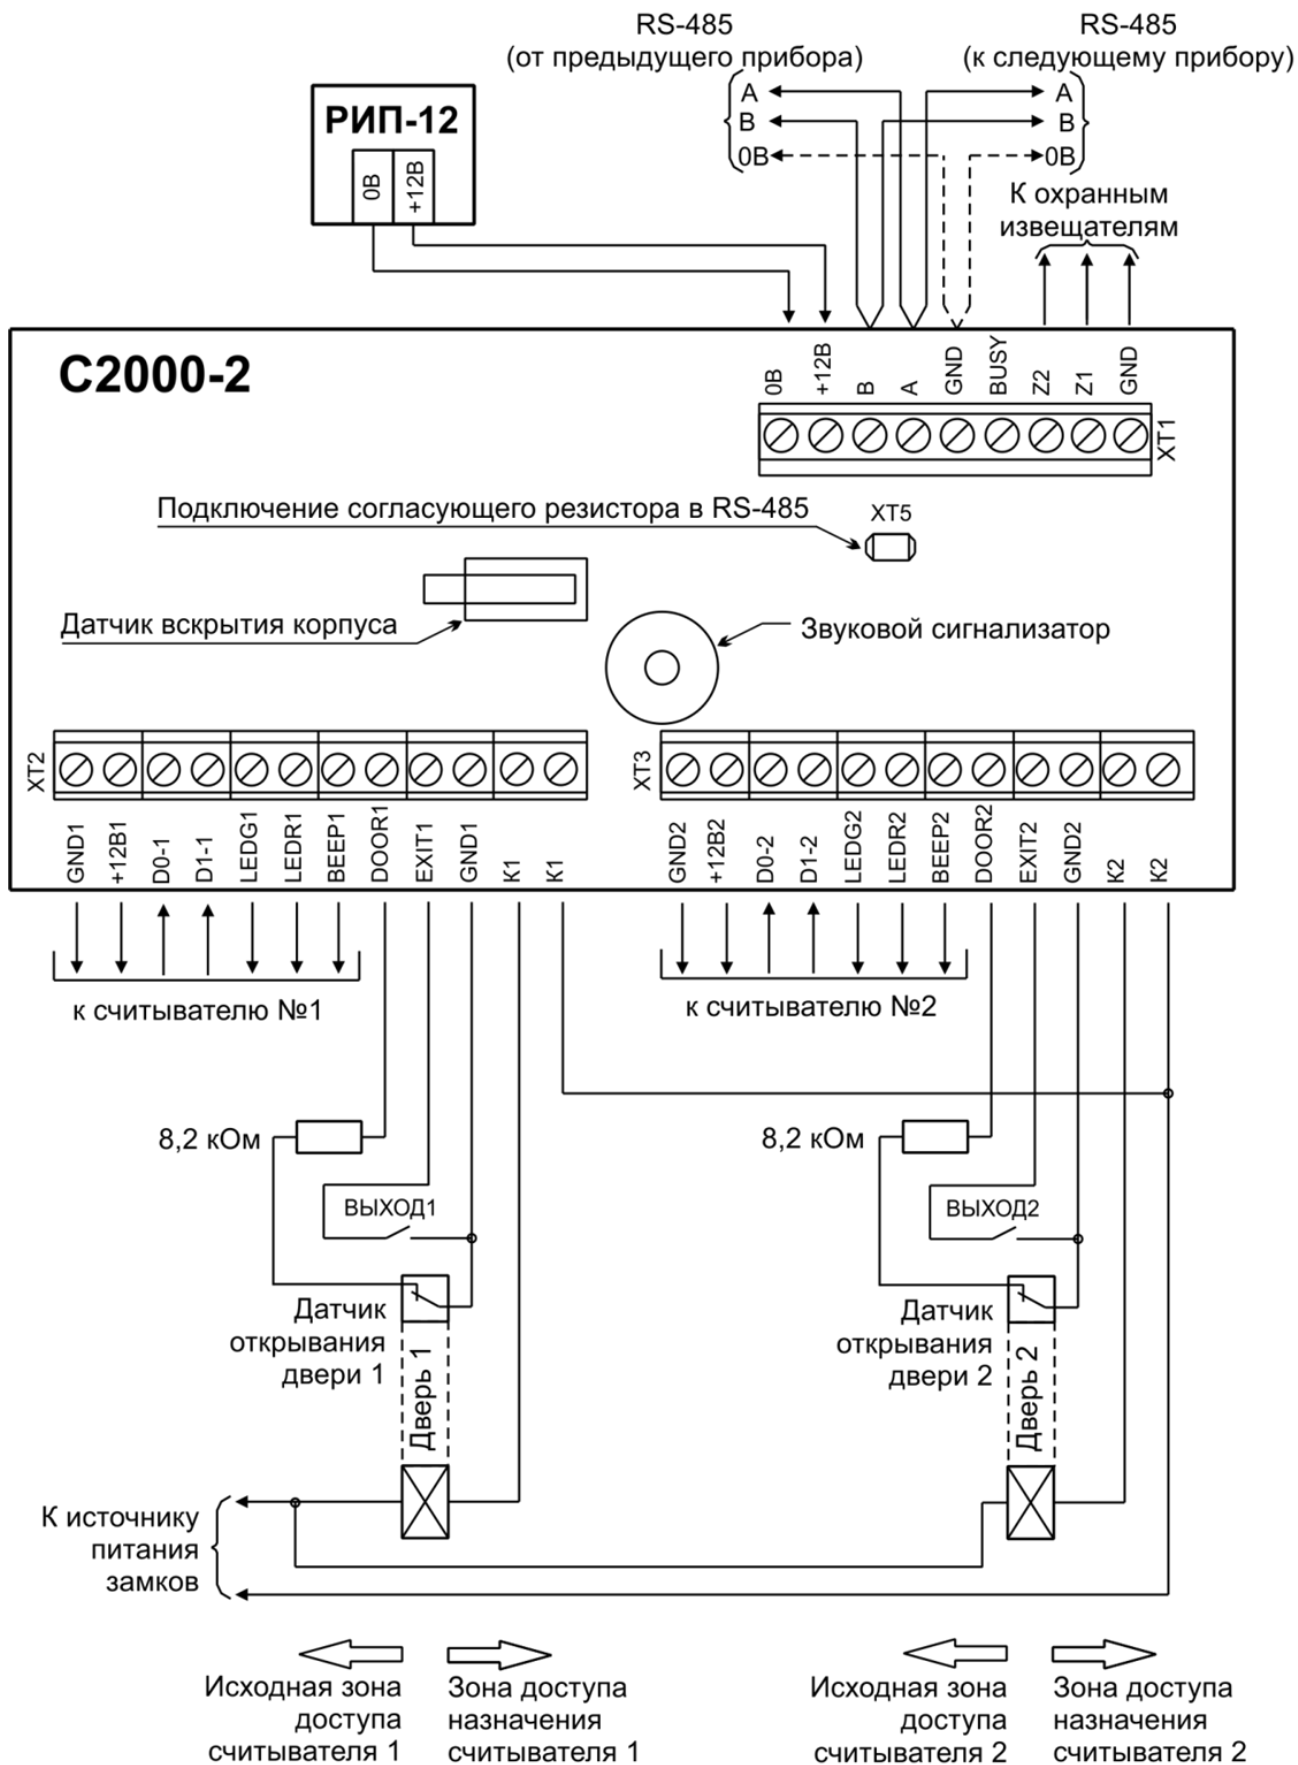 RS-485
(от предыдущего прибора)
A
B
0В
RS-485
(к следующему прибору)
A
B
0В
РИП-12
0В
+12В
К охранным
извещателям
С2000-2
0В
+12В
B
A
GND
BUSY
Z2
Z1
GND
XT1
Подключение согласующего резистора в RS-485
XT5
Датчик вскрытия корпуса
Звуковой сигнализатор
XT2
GND1
+12В1
D0-1
D1-1
LEDG1
LEDR1
BEEP1
DOOR1
EXIT1
GND1
К1
К1
XT3
GND2
+12В2
D0-2
D1-2
LEDG2
LEDR2
BEEP2
DOOR2
EXIT2
GND2
К2
К2
к считывателю №1
к считывателю №2
8,2 кОм
8,2 кОм
ВЫХОД1
ВЫХОД2
Датчик
открывания
двери 1
Дверь 1
Датчик
открывания
двери 2
Дверь 2
К источнику
питания
замков
Исходная зона
доступа
считывателя 1
Зона доступа
назначения
считывателя 1
Исходная зона
доступа
считывателя 2
Зона доступа
назначения
считывателя 2